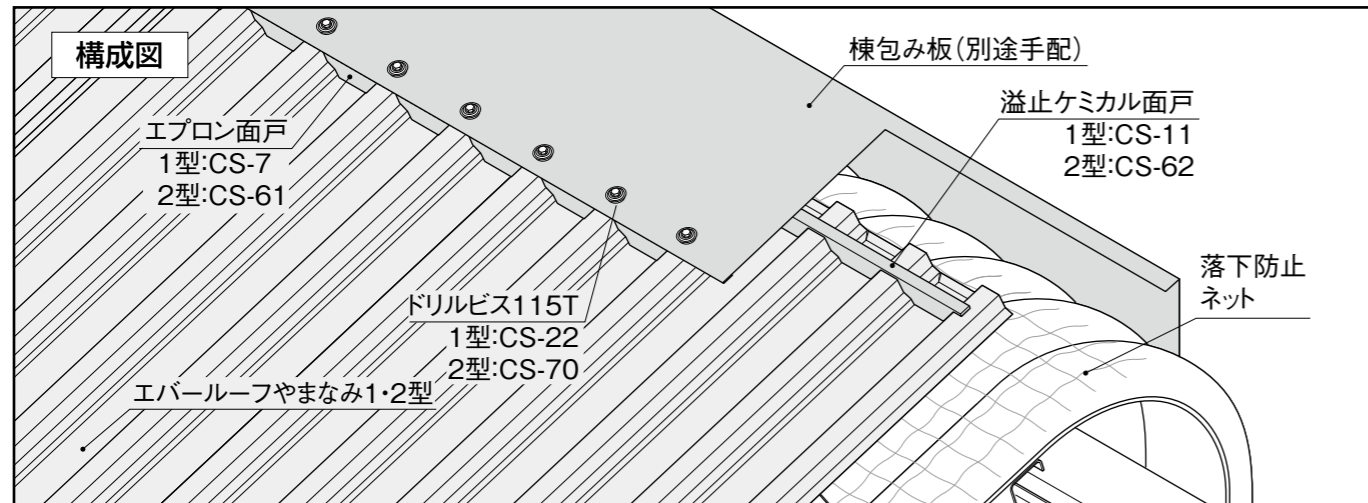 構成図
棟包み板（別途手配）
溢止ケミカル面戸
1型:CS-11
2型:CS-62
エプロン面戸
1型:CS-7
2型:CS-61
落下防止
ネット
ドリルビス115T
1型:CS-22
2型:CS-70
エバールーフやまなみ1・2型